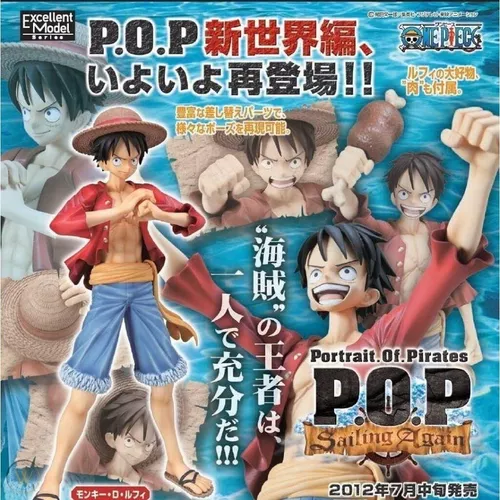 Excellent
Model
Series
P.O.P 新世界編、
いよいよ再登場!!
ONE PIECE
ルフィの大好物、
"肉"も付属。
豊富な差し替えパーツで、
様々なポーズを再現可能。
"海賊"の王者は、
一人で充分だ!!!
Portrait.Of.Pirates
P.O.P
Sailing Again
2012年7月中旬発売
モンキー・D・ルフィ